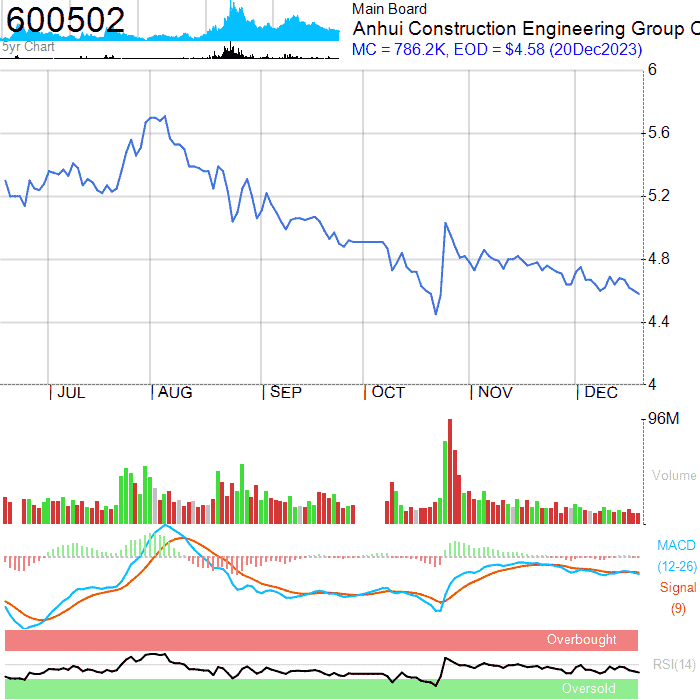 600502
5yr Chart
Main Board
Anhui Construction Engineering Group C
MC = 786.2K, EOD = $4.58 (20Dec2023)
6
5.6
5.2
4.8
4.4
4
JUL AUG SEP OCT NOV DEC
96M
Volume
MACD
(12-26)
Signal
(9)
Overbought
RSI(14)
Oversold